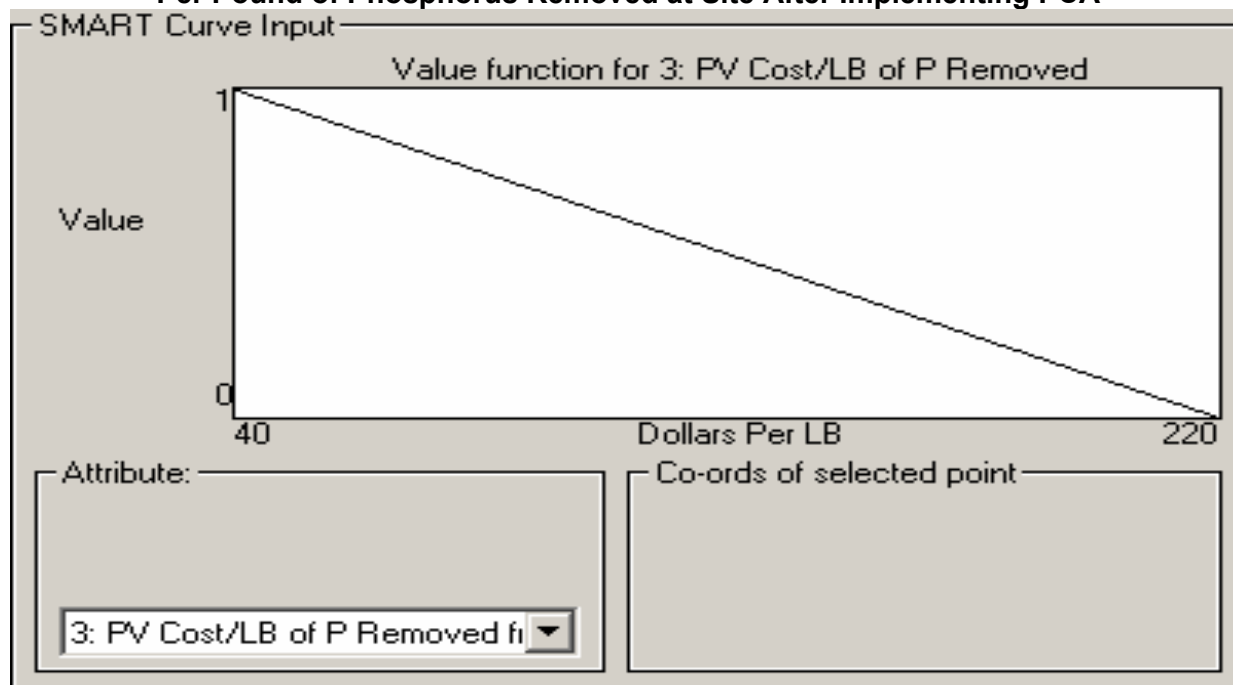 Per Pound of Phosphorus Removed at Site After Implementing PCA
SMART Curve Input
Value function for 3: PV Cost/LB of P Removed
1
Value
0
40 Dollars Per LB 220
Attribute:
Co-ords of selected point
3: PV Cost/LB of P Removed fr